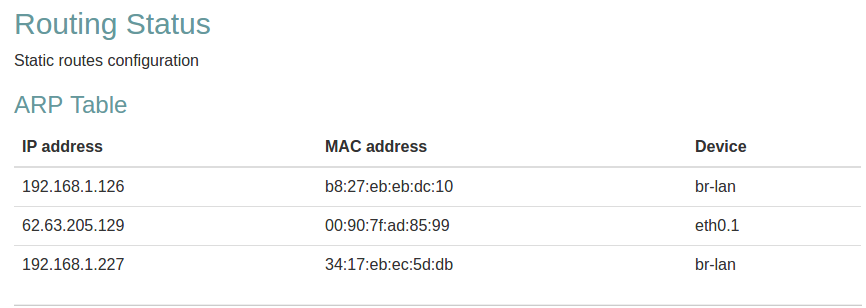 Routing Status
Static routes configuration
ARP Table
IP address MAC address Device
192.168.1.126 b8:27:eb:eb:dc:10 br-lan
62.63.205.129 00:90:7f:ad:85:99 eth0.1
192.168.1.227 34:17:eb:ec:5d:db br-lan